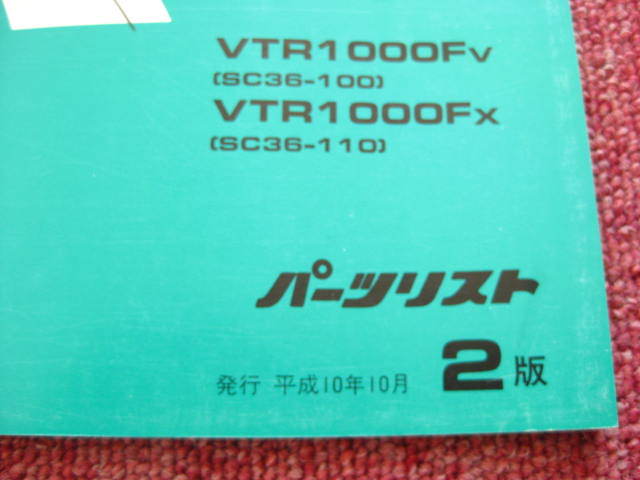 VTR1000FV
(SC36-100)
VTR1000FX
(SC36-110)
パーツリスト
発行 平成10年10月 2版